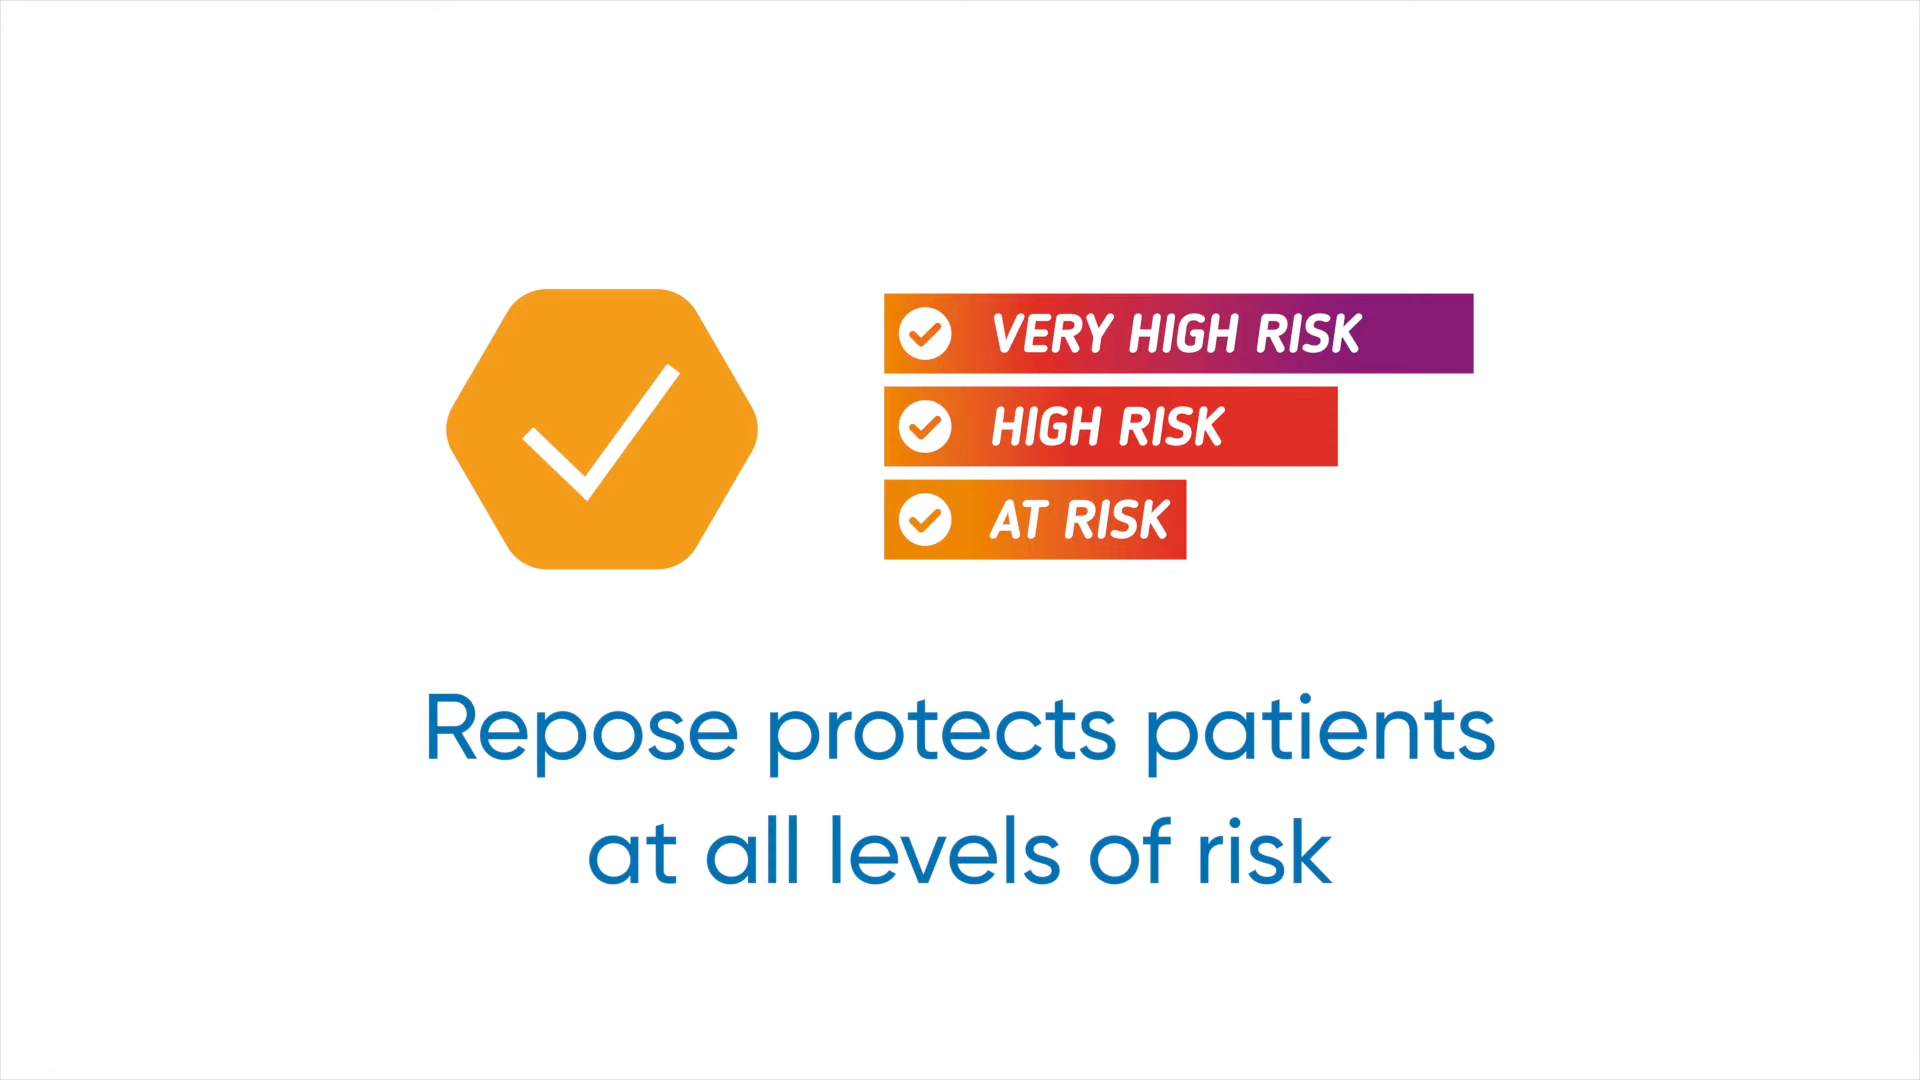 VERY HIGH RISK
HIGH RISK
AT RISK
Repose protects patients
at all levels of risk